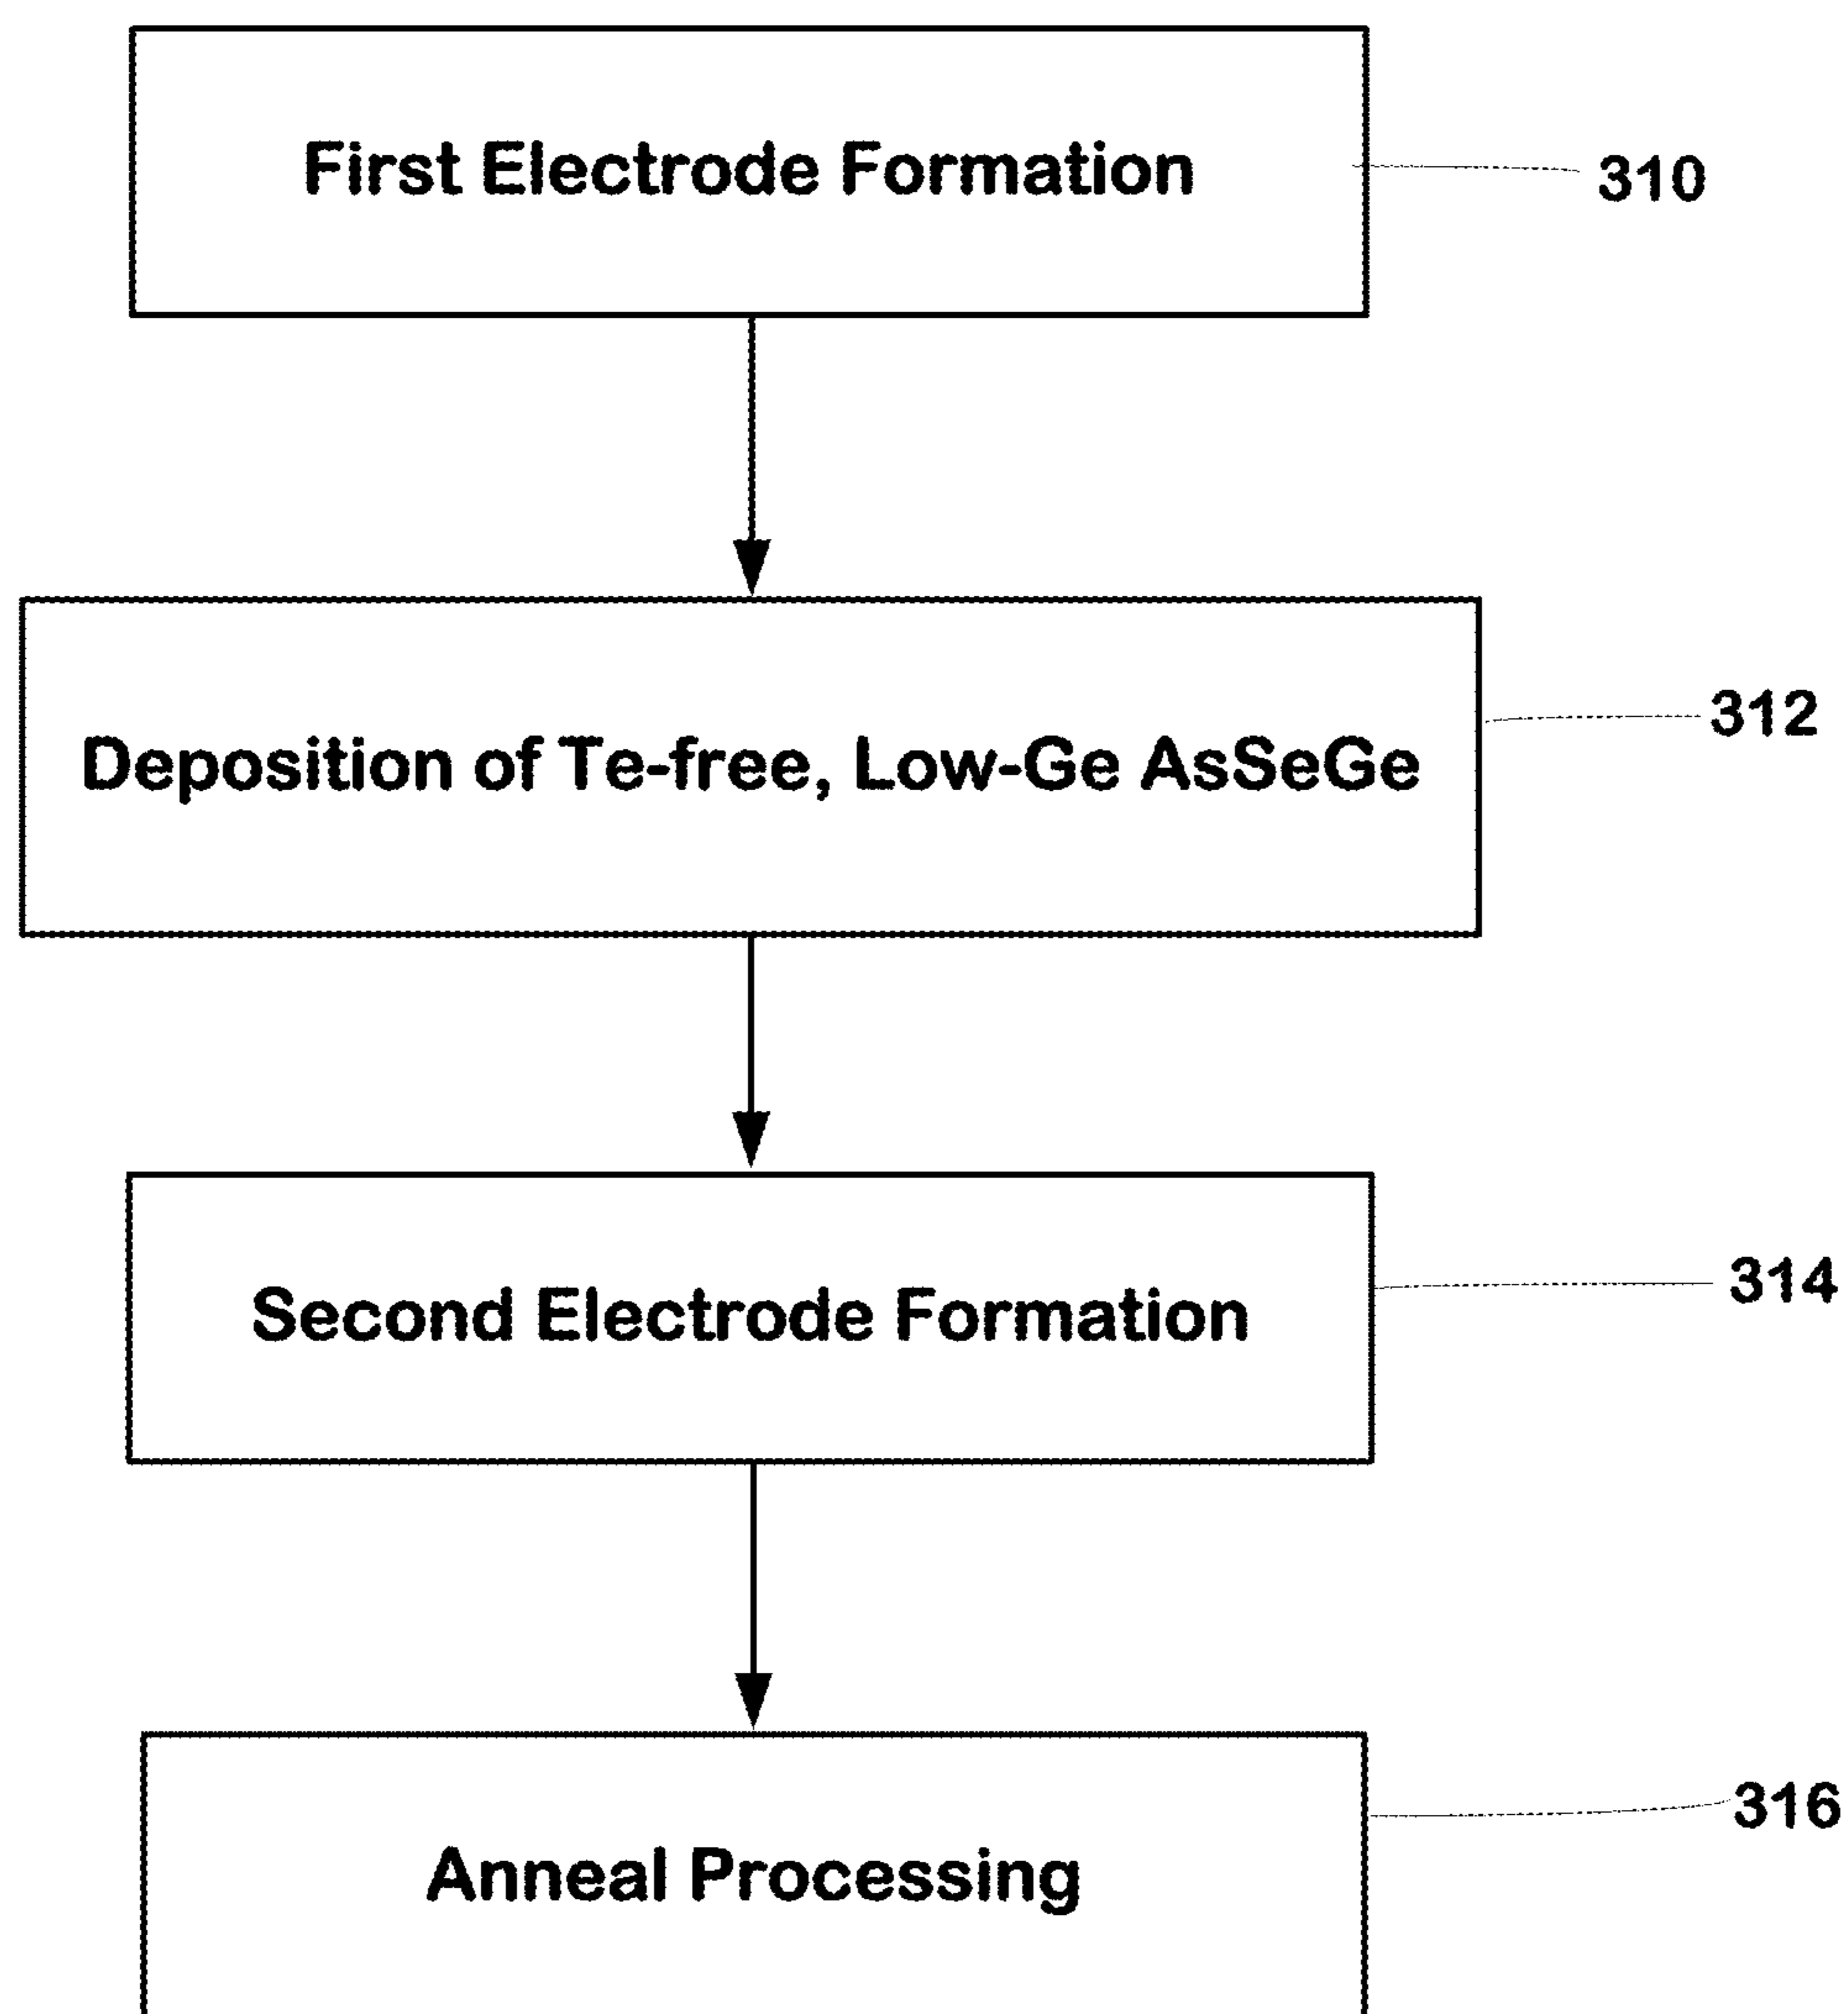 First Electrode Formation
310
Deposition of Te-free, Low-Ge AsSeGe
312
Second Electrode Formation
314
Anneal Processing
316